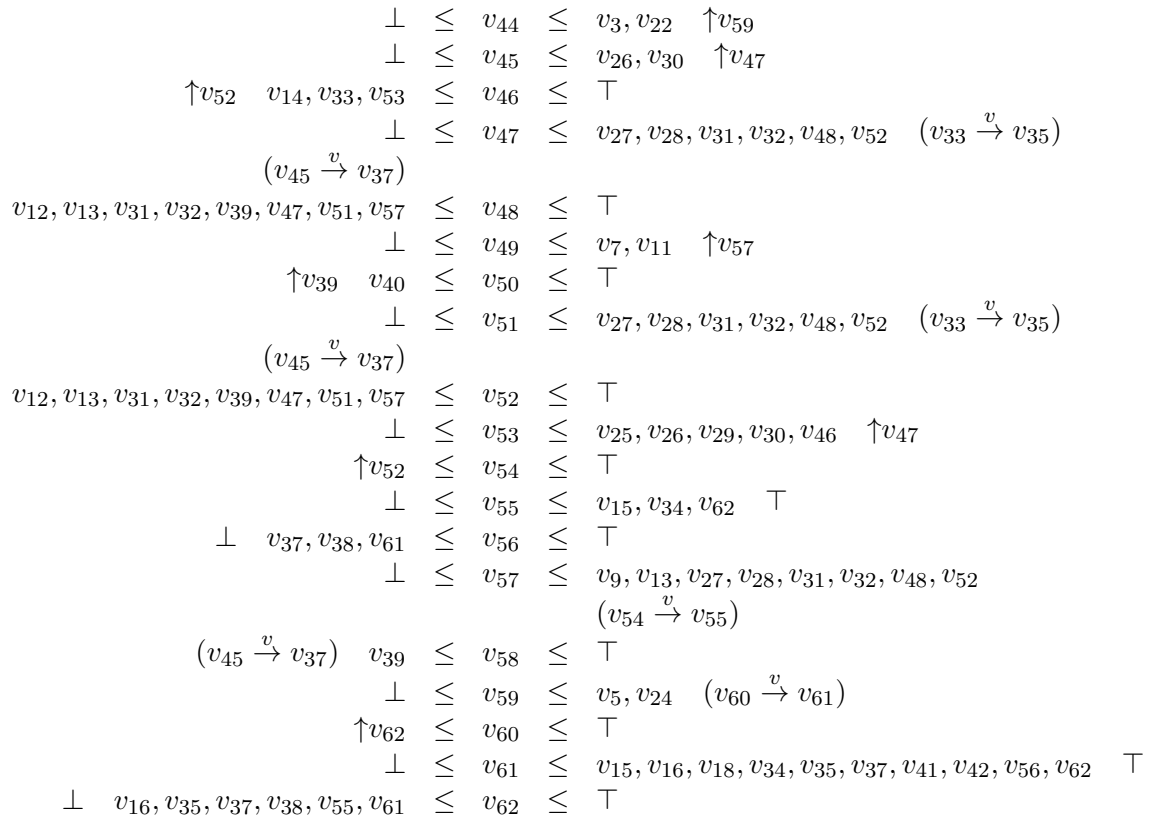 ⊥ ≤ v₄₄ ≤ v₃, v₂₂ ↑v₅₉
⊥ ≤ v₄₅ ≤ v₂₆, v₃₀ ↑v₄₇
↑v₅₂ v₁₄, v₃₃, v₅₃ ≤ v₄₆ ≤ ⊤
⊥ ≤ v₄₇ ≤ v₂₇, v₂₈, v₃₁, v₃₂, v₄₈, v₅₂ (v₃₃ →ᵛ v₃₅)
(v₄₅ →ᵛ v₃₇)
v₁₂, v₁₃, v₃₁, v₃₂, v₃₉, v₄₇, v₅₁, v₅₇ ≤ v₄₈ ≤ ⊤
⊥ ≤ v₄₉ ≤ v₇, v₁₁ ↑v₅₇
↑v₃₉ v₄₀ ≤ v₅₀ ≤ ⊤
⊥ ≤ v₅₁ ≤ v₂₇, v₂₈, v₃₁, v₃₂, v₄₈, v₅₂ (v₃₃ →ᵛ v₃₅)
(v₄₅ →ᵛ v₃₇)
v₁₂, v₁₃, v₃₁, v₃₂, v₃₉, v₄₇, v₅₁, v₅₇ ≤ v₅₂ ≤ ⊤
⊥ ≤ v₅₃ ≤ v₂₅, v₂₆, v₂₉, v₃₀, v₄₆ ↑v₄₇
↑v₅₂ ≤ v₅₄ ≤ ⊤
⊥ ≤ v₅₅ ≤ v₁₅, v₃₄, v₆₂ ⊤
⊥ v₃₇, v₃₈, v₆₁ ≤ v₅₆ ≤ ⊤
⊥ ≤ v₅₇ ≤ v₉, v₁₃, v₂₇, v₂₈, v₃₁, v₃₂, v₄₈, v₅₂
(v₅₄ →ᵛ v₅₅)
(v₄₅ →ᵛ v₃₇) v₃₉ ≤ v₅₈ ≤ ⊤
⊥ ≤ v₅₉ ≤ v₅, v₂₄ (v₆₀ →ᵛ v₆₁)
↑v₆₂ ≤ v₆₀ ≤ ⊤
⊥ ≤ v₆₁ ≤ v₁₅, v₁₆, v₁₈, v₃₄, v₃₅, v₃₇, v₄₁, v₄₂, v₅₆, v₆₂ ⊤
⊥ v₁₆, v₃₅, v₃₇, v₃₈, v₅₅, v₆₁ ≤ v₆₂ ≤ ⊤